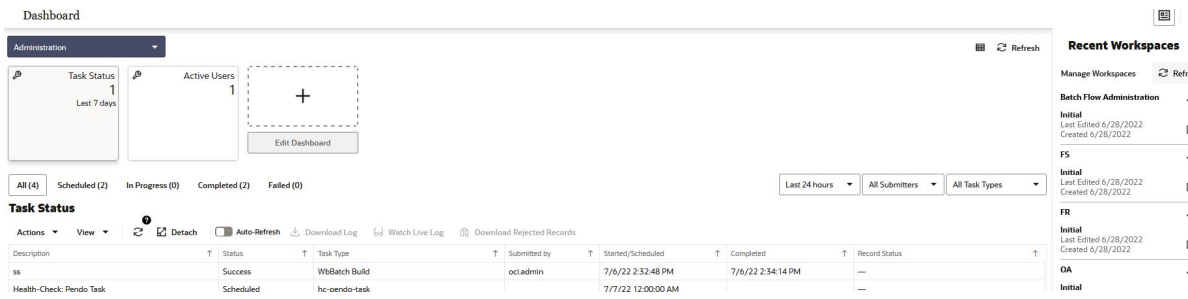 Dashboard
Administration
Refresh
Task Status
1
Last 7 days
Active Users
1
+
Edit Dashboard
All (4) Scheduled (2) In Progress (0) Completed (2) Failed (0)
Last 24 hours All Submitters All Task Types
Task Status
Actions View ? Detach Auto-Refresh Download Log Watch Live Log Download Rejected Records
Description Status Task Type Submitted by Started/Scheduled Completed Record Status
ss Success WbBatch Build oci.admin 7/6/22 2:32:48 PM 7/6/22 2:34:14 PM —
Health-Check: Pendo Task Scheduled hc-pendo-task 7/7/22 12:00:00 AM —
Recent Workspaces
Manage Workspaces Refr
Batch Flow Administration
Initial
Last Edited 6/28/2022
Created 6/28/2022
FS
Initial
Last Edited 6/28/2022
Created 6/28/2022
FR
Initial
Last Edited 6/28/2022
Created 6/28/2022
OA
Initial